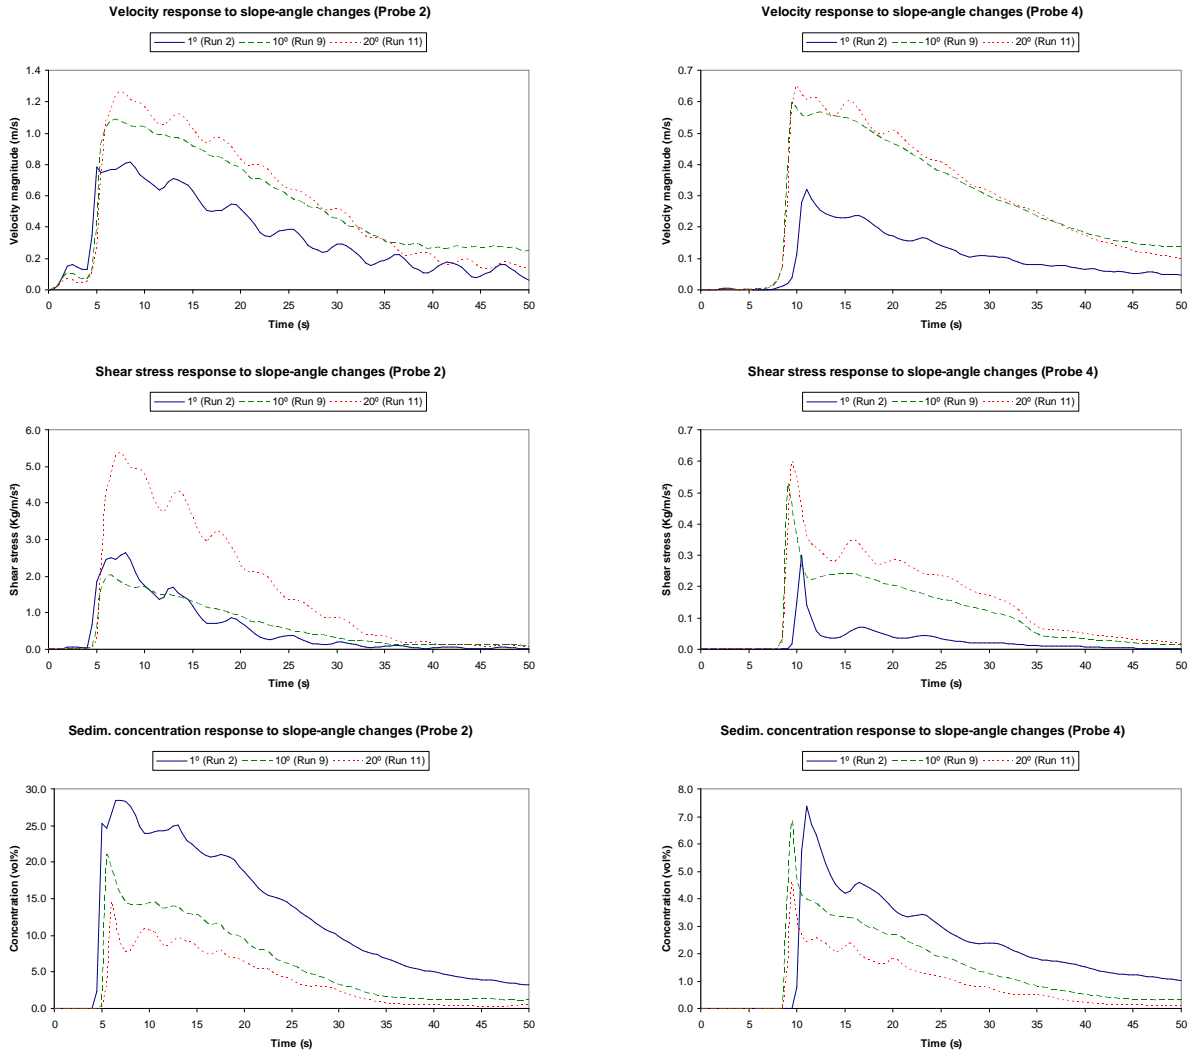 Velocity response to slope-angle changes (Probe 2)
1º (Run 2) 10º (Run 9) 20º (Run 11)
Velocity magnitude (m/s)
1.4
1.2
1.0
0.8
0.6
0.4
0.2
0.0
0 5 10 15 20 25 30 35 40 45 50
Time (s)
Velocity response to slope-angle changes (Probe 4)
1º (Run 2) 10º (Run 9) 20º (Run 11)
Velocity magnitude (m/s)
0.7
0.6
0.5
0.4
0.3
0.2
0.1
0.0
0 5 10 15 20 25 30 35 40 45 50
Time (s)
Shear stress response to slope-angle changes (Probe 2)
1º (Run 2) 10º (Run 9) 20º (Run 11)
Shear stress (Kg/m/s²)
6.0
5.0
4.0
3.0
2.0
1.0
0.0
0 5 10 15 20 25 30 35 40 45 50
Time (s)
Shear stress response to slope-angle changes (Probe 4)
1º (Run 2) 10º (Run 9) 20º (Run 11)
Shear stress (Kg/m/s²)
0.7
0.6
0.5
0.4
0.3
0.2
0.1
0.0
0 5 10 15 20 25 30 35 40 45 50
Time (s)
Sedim. concentration response to slope-angle changes (Probe 2)
1º (Run 2) 10º (Run 9) 20º (Run 11)
Concentration (vol%)
30.0
25.0
20.0
15.0
10.0
5.0
0.0
0 5 10 15 20 25 30 35 40 45 50
Time (s)
Sedim. concentration response to slope-angle changes (Probe 4)
1º (Run 2) 10º (Run 9) 20º (Run 11)
Concentration (vol%)
8.0
7.0
6.0
5.0
4.0
3.0
2.0
1.0
0.0
0 5 10 15 20 25 30 35 40 45 50
Time (s)